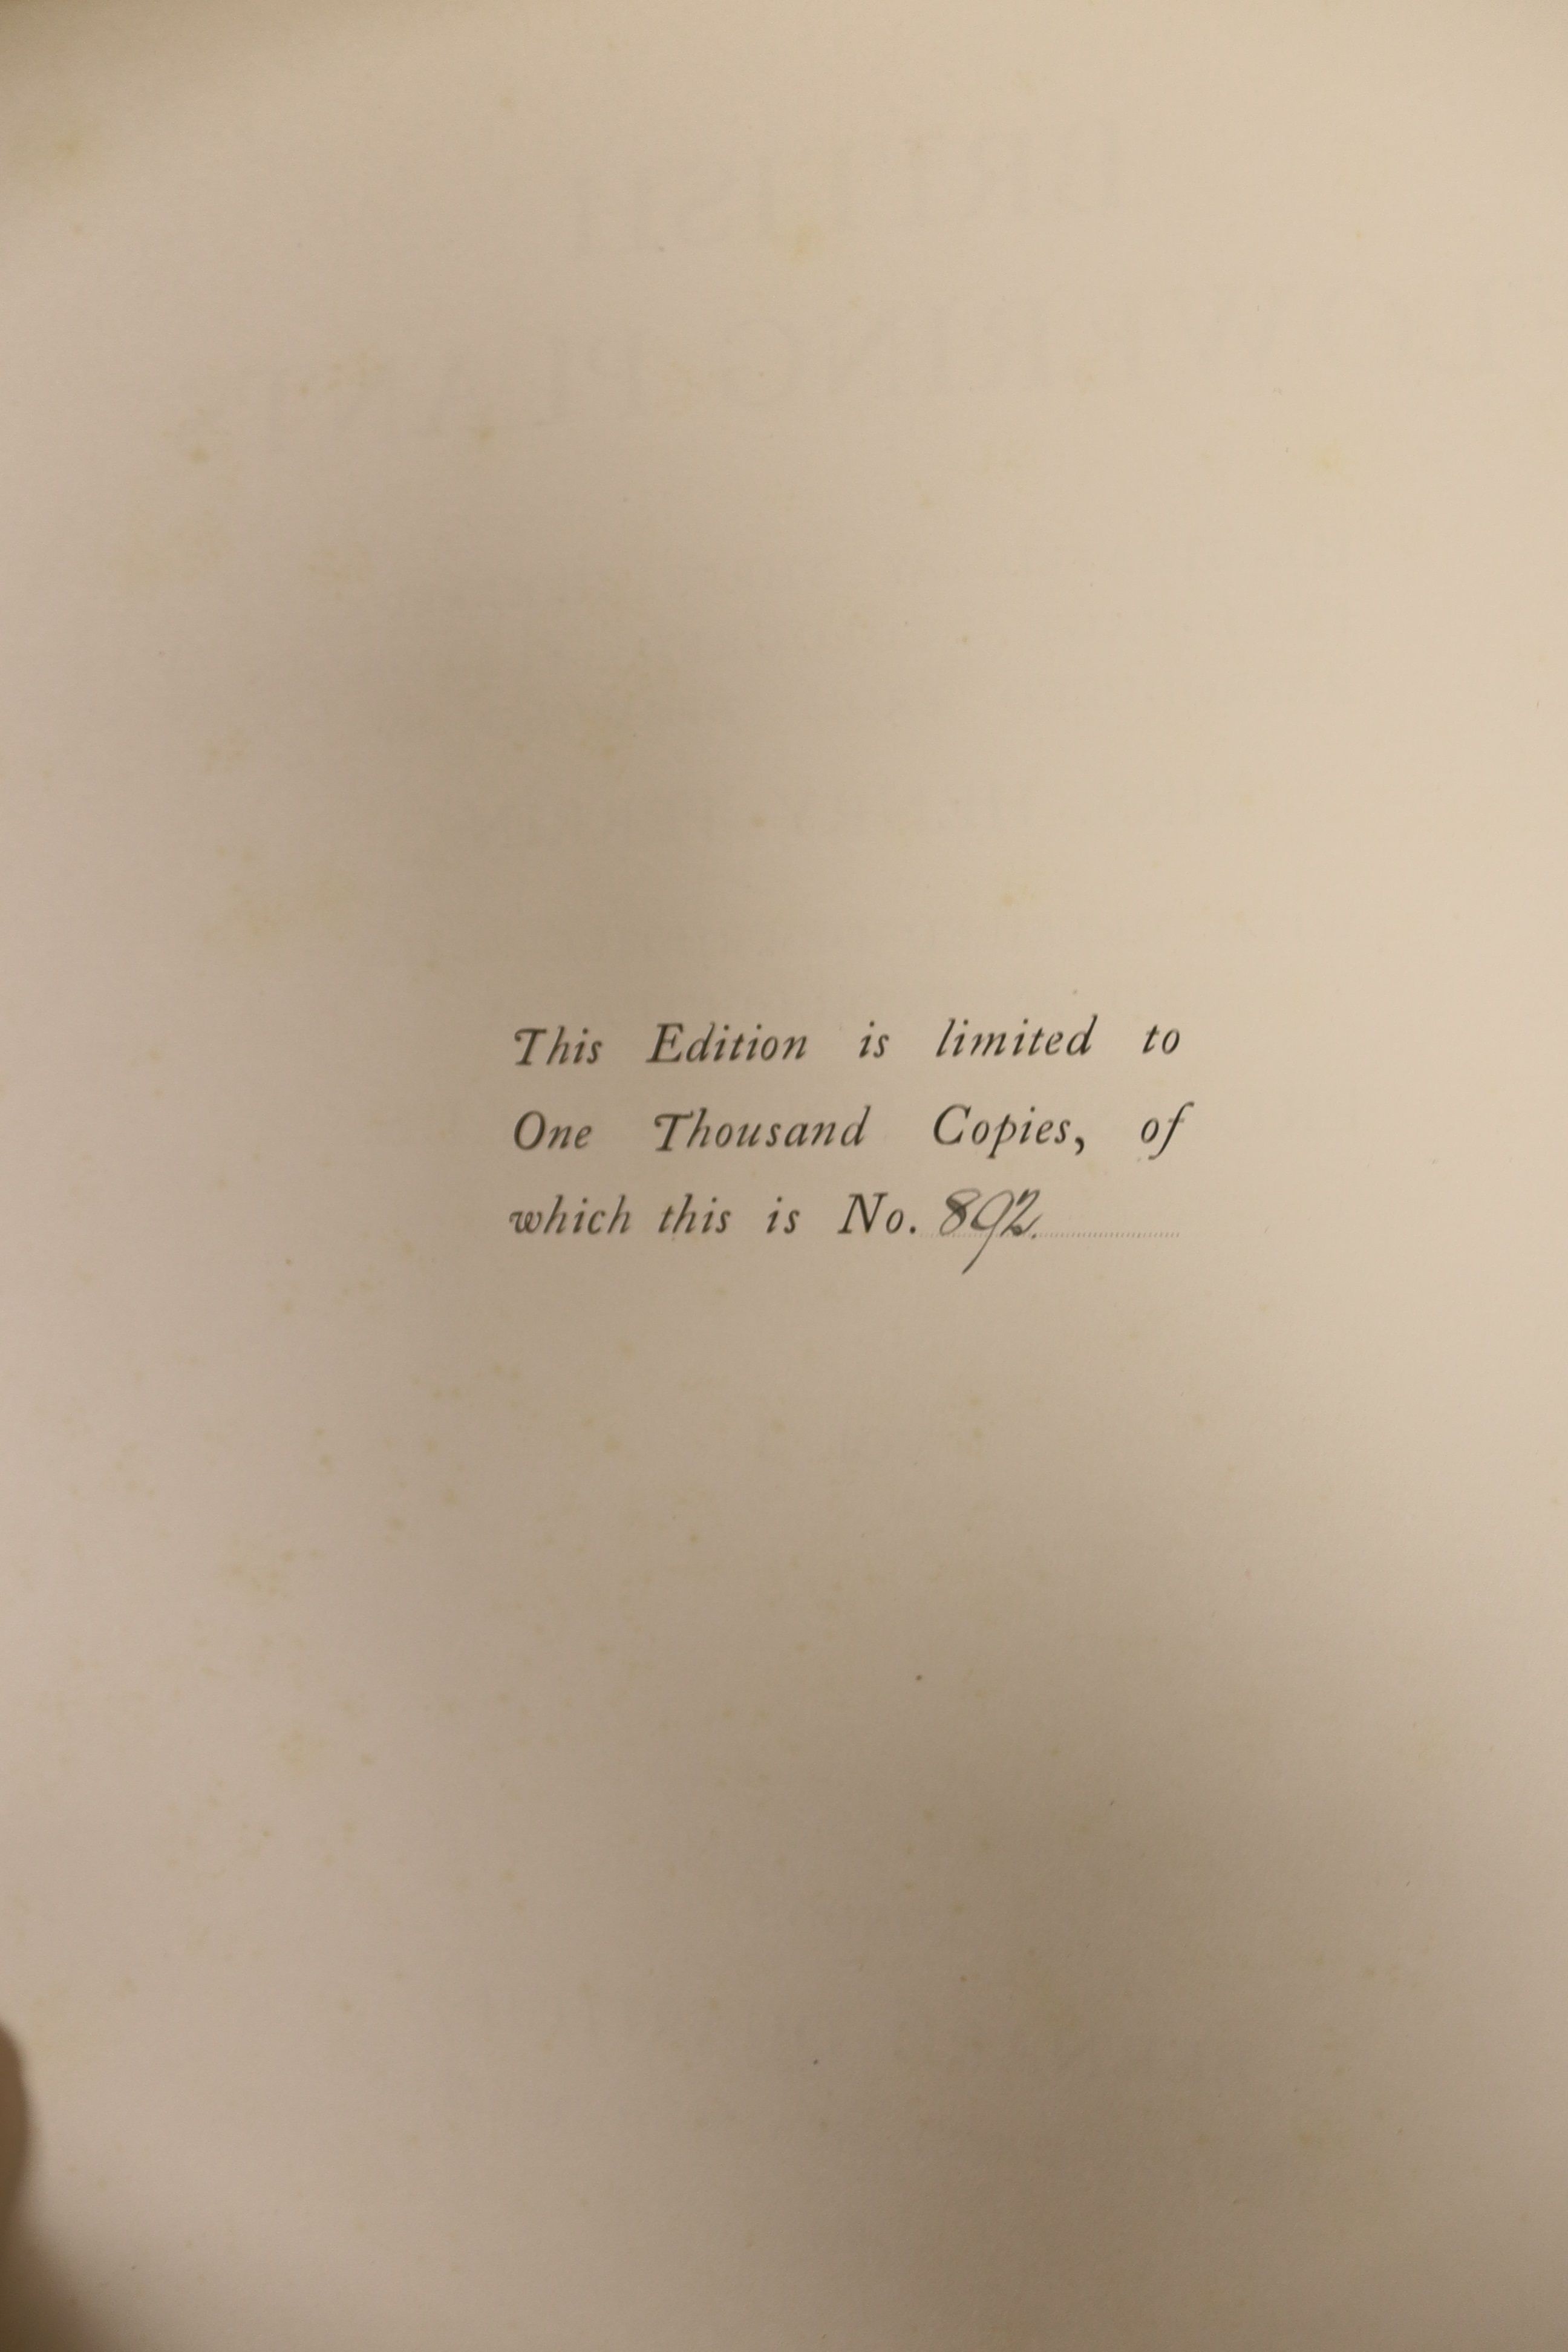 This Edition is limited to
One Thousand Copies, of
which this is No. 892.